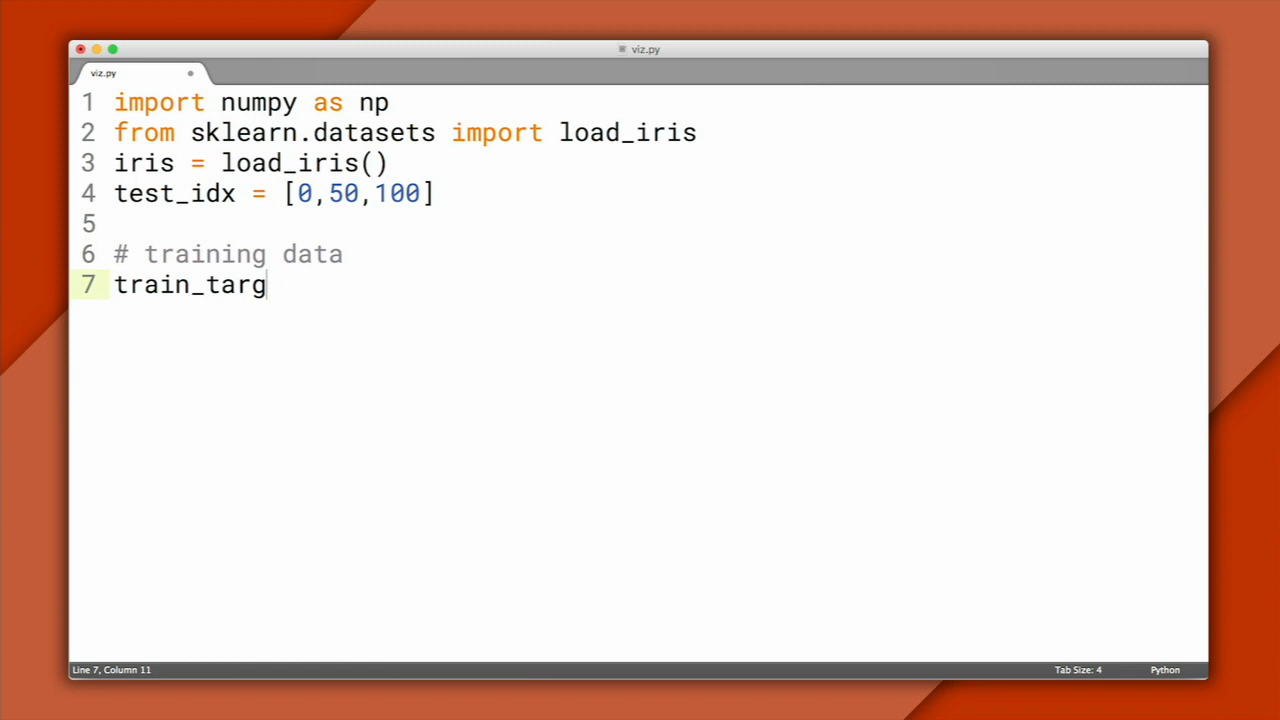 viz.py
viz.py
1 import numpy as np
2 from sklearn.datasets import load_iris
3 iris = load_iris()
4 test_idx = [0,50,100]
5
6 # training data
7 train_targ
Line 7, Column 11
Tab Size: 4
Python